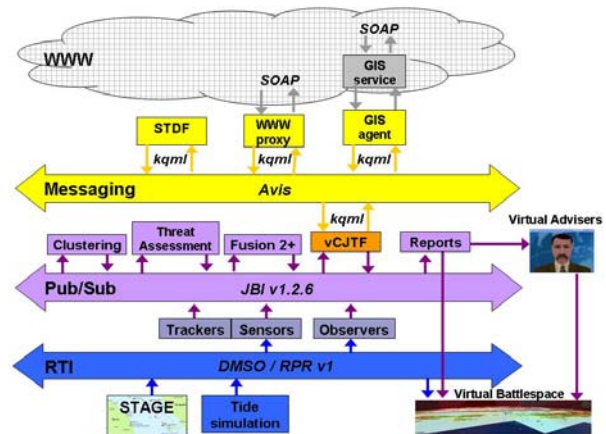 SOAP
WWW
GIS
service
SOAP
STDF
WWW
proxy
GIS
agent
kqml
kqml
kqml
Messaging
Avis
kqml
Virtual Advisers
Clustering
Threat
Assessment
Fusion 2+
vCJTF
Reports
Pub/Sub
JBI v1.2.6
Trackers
Sensors
Observers
RTI
DMSO / RPR v1
STAGE
Tide
simulation
Virtual Battlespace